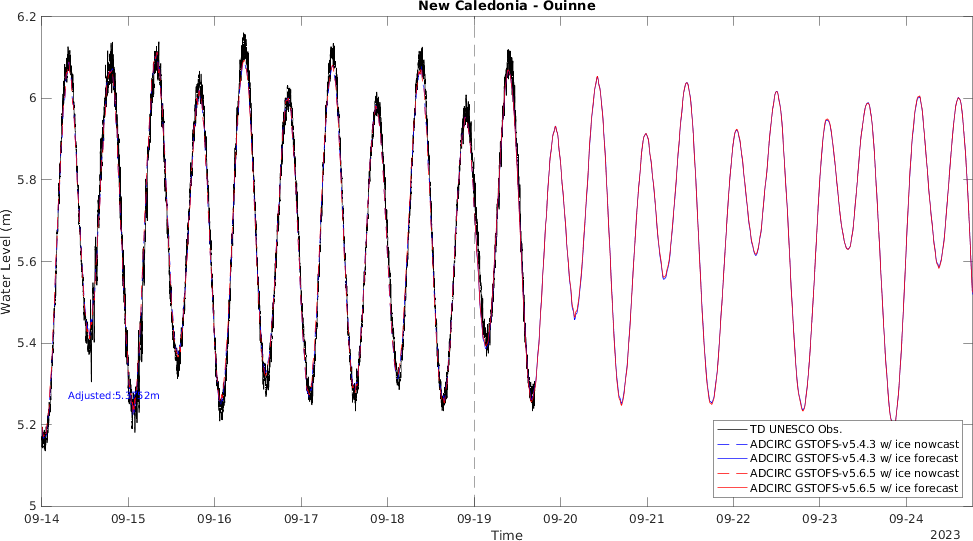 New Caledonia - Ouinne
6.2
6
5.8
5.6
5.4
5.2
5
Water Level (m)
09-14
09-15
09-16
09-17
09-18
09-19
09-20
09-21
09-22
09-23
09-24
Time
2023
TD UNESCO Obs.
ADCIRC GSTOFS-v5.4.3 w/ ice nowcast
ADCIRC GSTOFS-v5.4.3 w/ ice forecast
ADCIRC GSTOFS-v5.6.5 w/ ice nowcast
ADCIRC GSTOFS-v5.6.5 w/ ice forecast